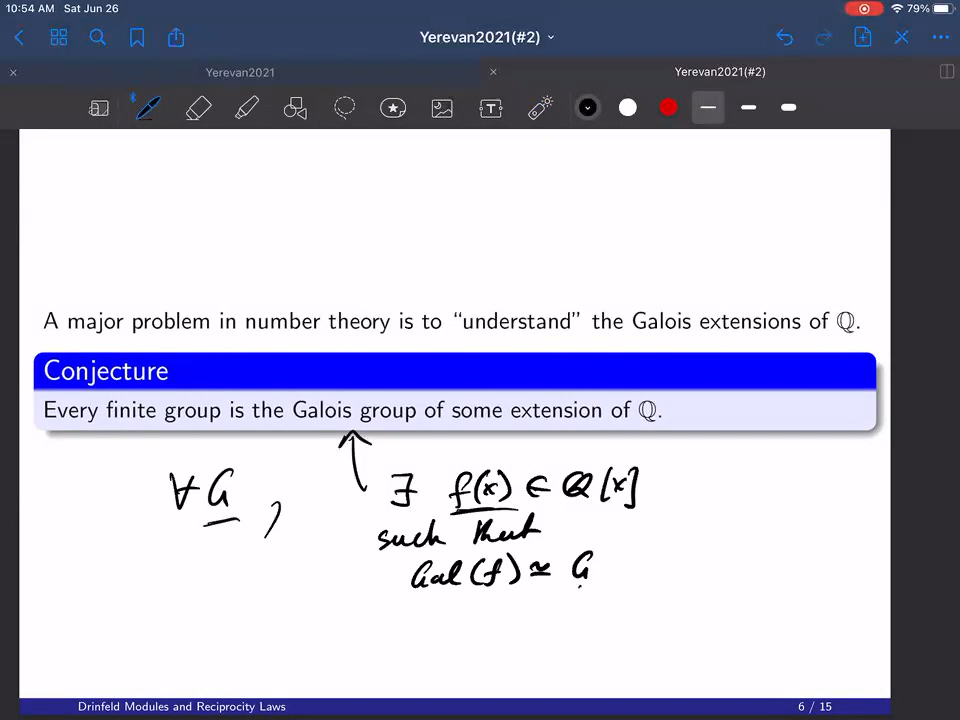 10:54 AM Sat Jun 26
79%
Yerevan2021(#2)
Yerevan2021
Yerevan2021(#2)
A major problem in number theory is to “understand” the Galois extensions of ℚ.
Conjecture
Every finite group is the Galois group of some extension of ℚ.
∀ G , ∃ f(x) ∈ ℚ[x]
such that
Gal(f) ≃ G
Drinfeld Modules and Reciprocity Laws
6 / 15